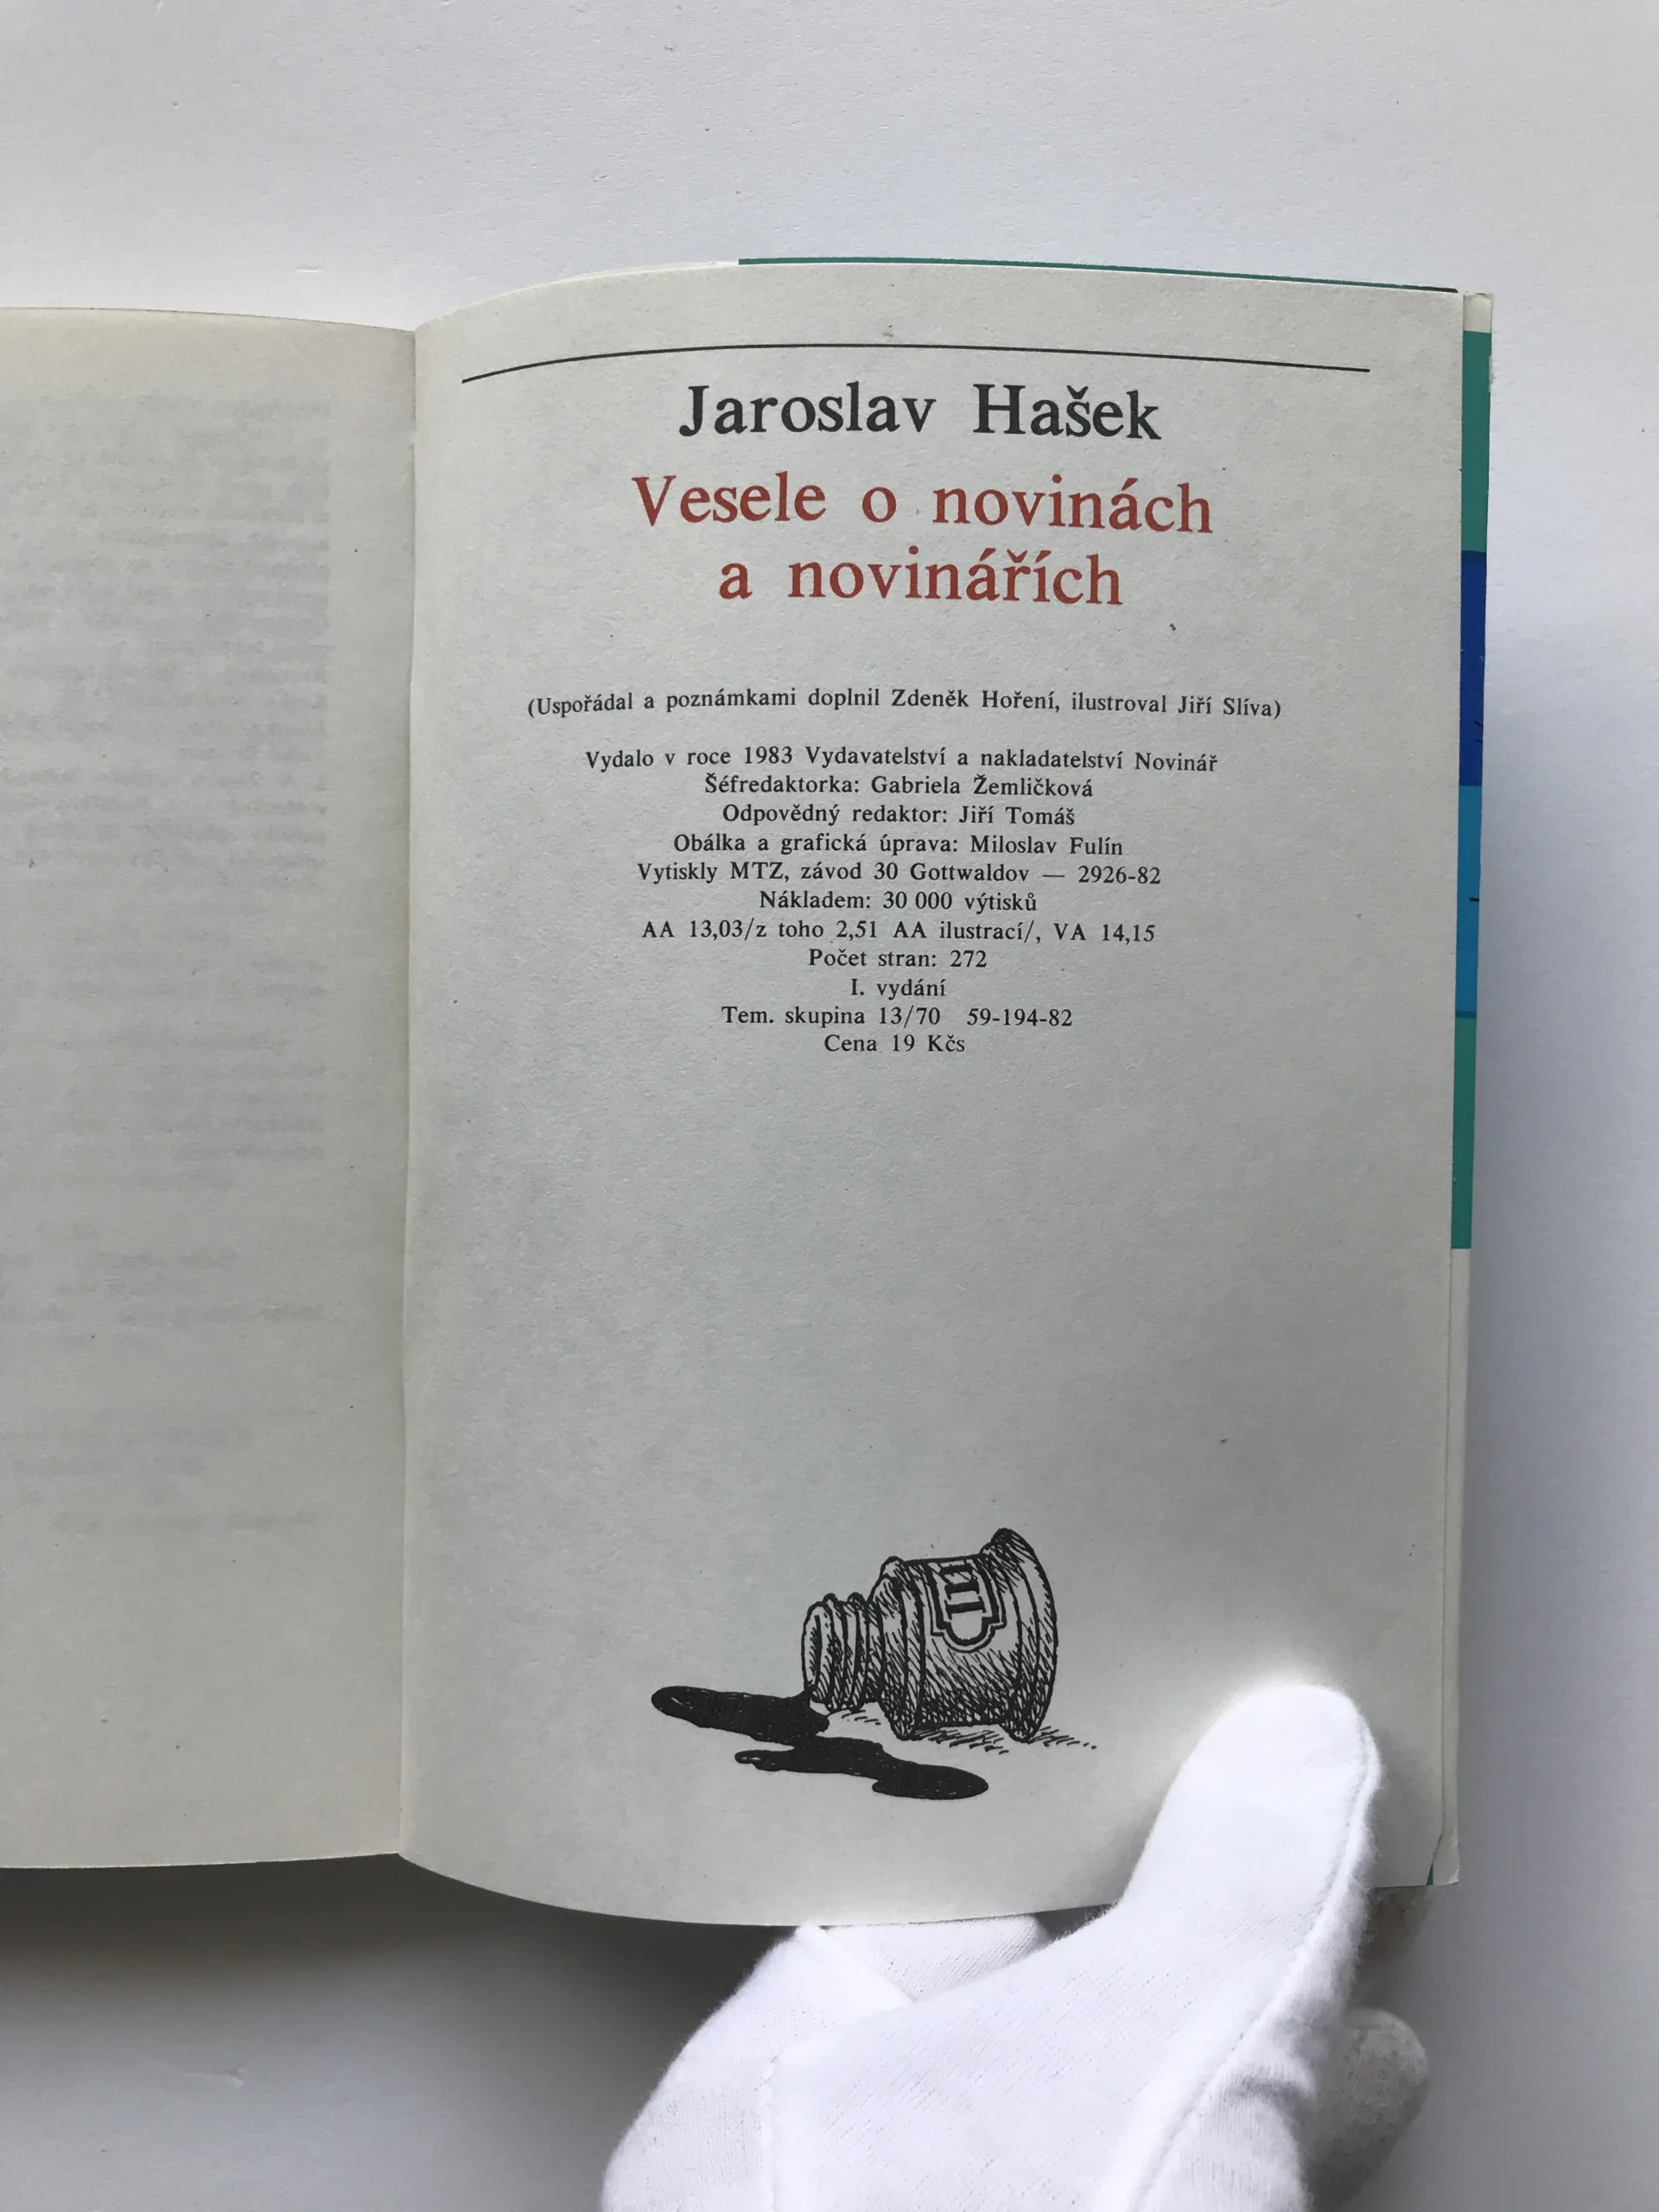 Jaroslav Hašek
Vesele o novinách
a novinářích
(Uspořádal a poznámkami doplnil Zdeněk Hoření, ilustroval Jiří Slíva)
Vydalo v roce 1983 Vydavatelství a nakladatelství Novinář
Šéfredaktorka: Gabriela Žemličková
Odpovědný redaktor: Jiří Tomáš
Obálka a grafická úprava: Miloslav Fulín
Vytiskly MTZ, závod 30 Gottwaldov — 2926-82
Nákladem: 30 000 výtisků
AA 13,03/z toho 2,51 AA ilustrací/, VA 14,15
Počet stran: 272
I. vydání
Tem. skupina 13/70 59-194-82
Cena 19 Kčs